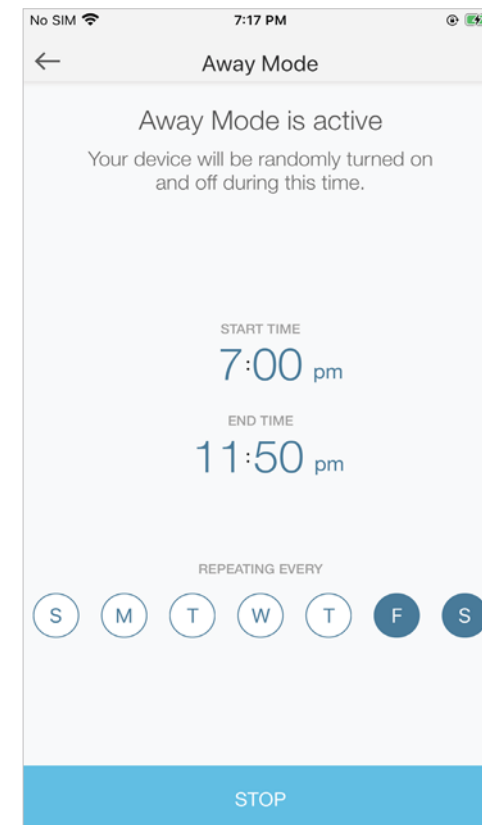 No SIM 7:17 PM
Away Mode
Away Mode is active
Your device will be randomly turned on
and off during this time.
START TIME
7:00 pm
END TIME
11:50 pm
REPEATING EVERY
S M T W T F S
STOP